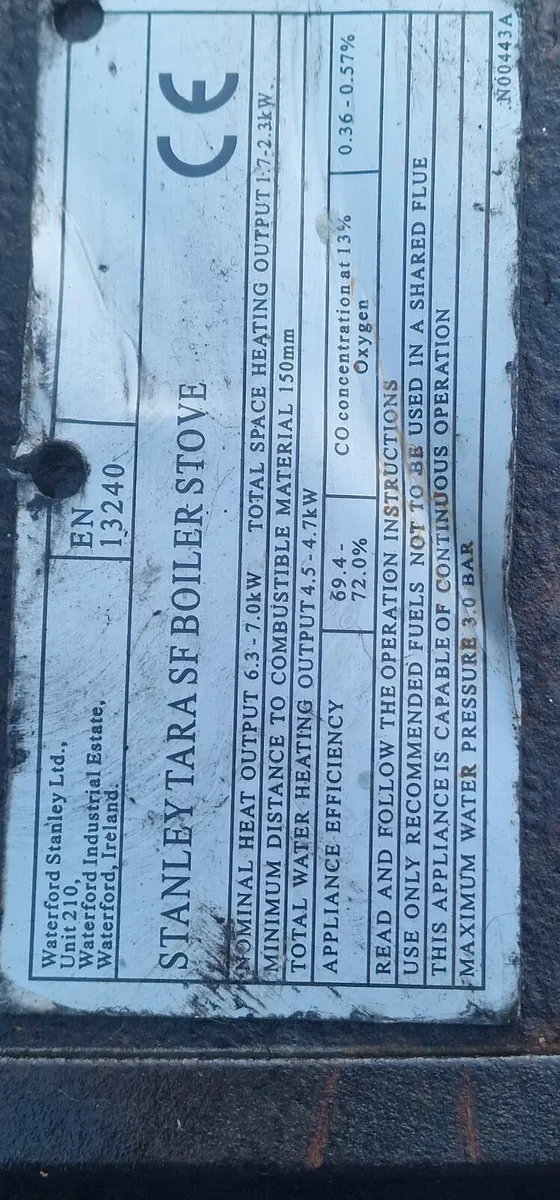 Waterford Stanley Ltd.,
Unit 210,
Waterford Industrial Estate,
Waterford, Ireland.
EN
13240
STANLEY TARA SF BOILER STOVE
CE
NOMINAL HEAT OUTPUT 6.3 - 7.0kW TOTAL SPACE HEATING OUTPUT 1.7-2.3kW
MINIMUM DISTANCE TO COMBUSTIBLE MATERIAL 150mm
TOTAL WATER HEATING OUTPUT 4.5 - 4.7kW
APPLIANCE EFFICIENCY
69.4 -
72.0%
CO concentration at 13%
Oxygen
0.36 - 0.57%
READ AND FOLLOW THE OPERATION INSTRUCTIONS
USE ONLY RECOMMENDED FUELS NOT TO BE USED IN A SHARED FLUE
THIS APPLIANCE IS CAPABLE OF CONTINUOUS OPERATION
MAXIMUM WATER PRESSURE 3.0 BAR
N00443A